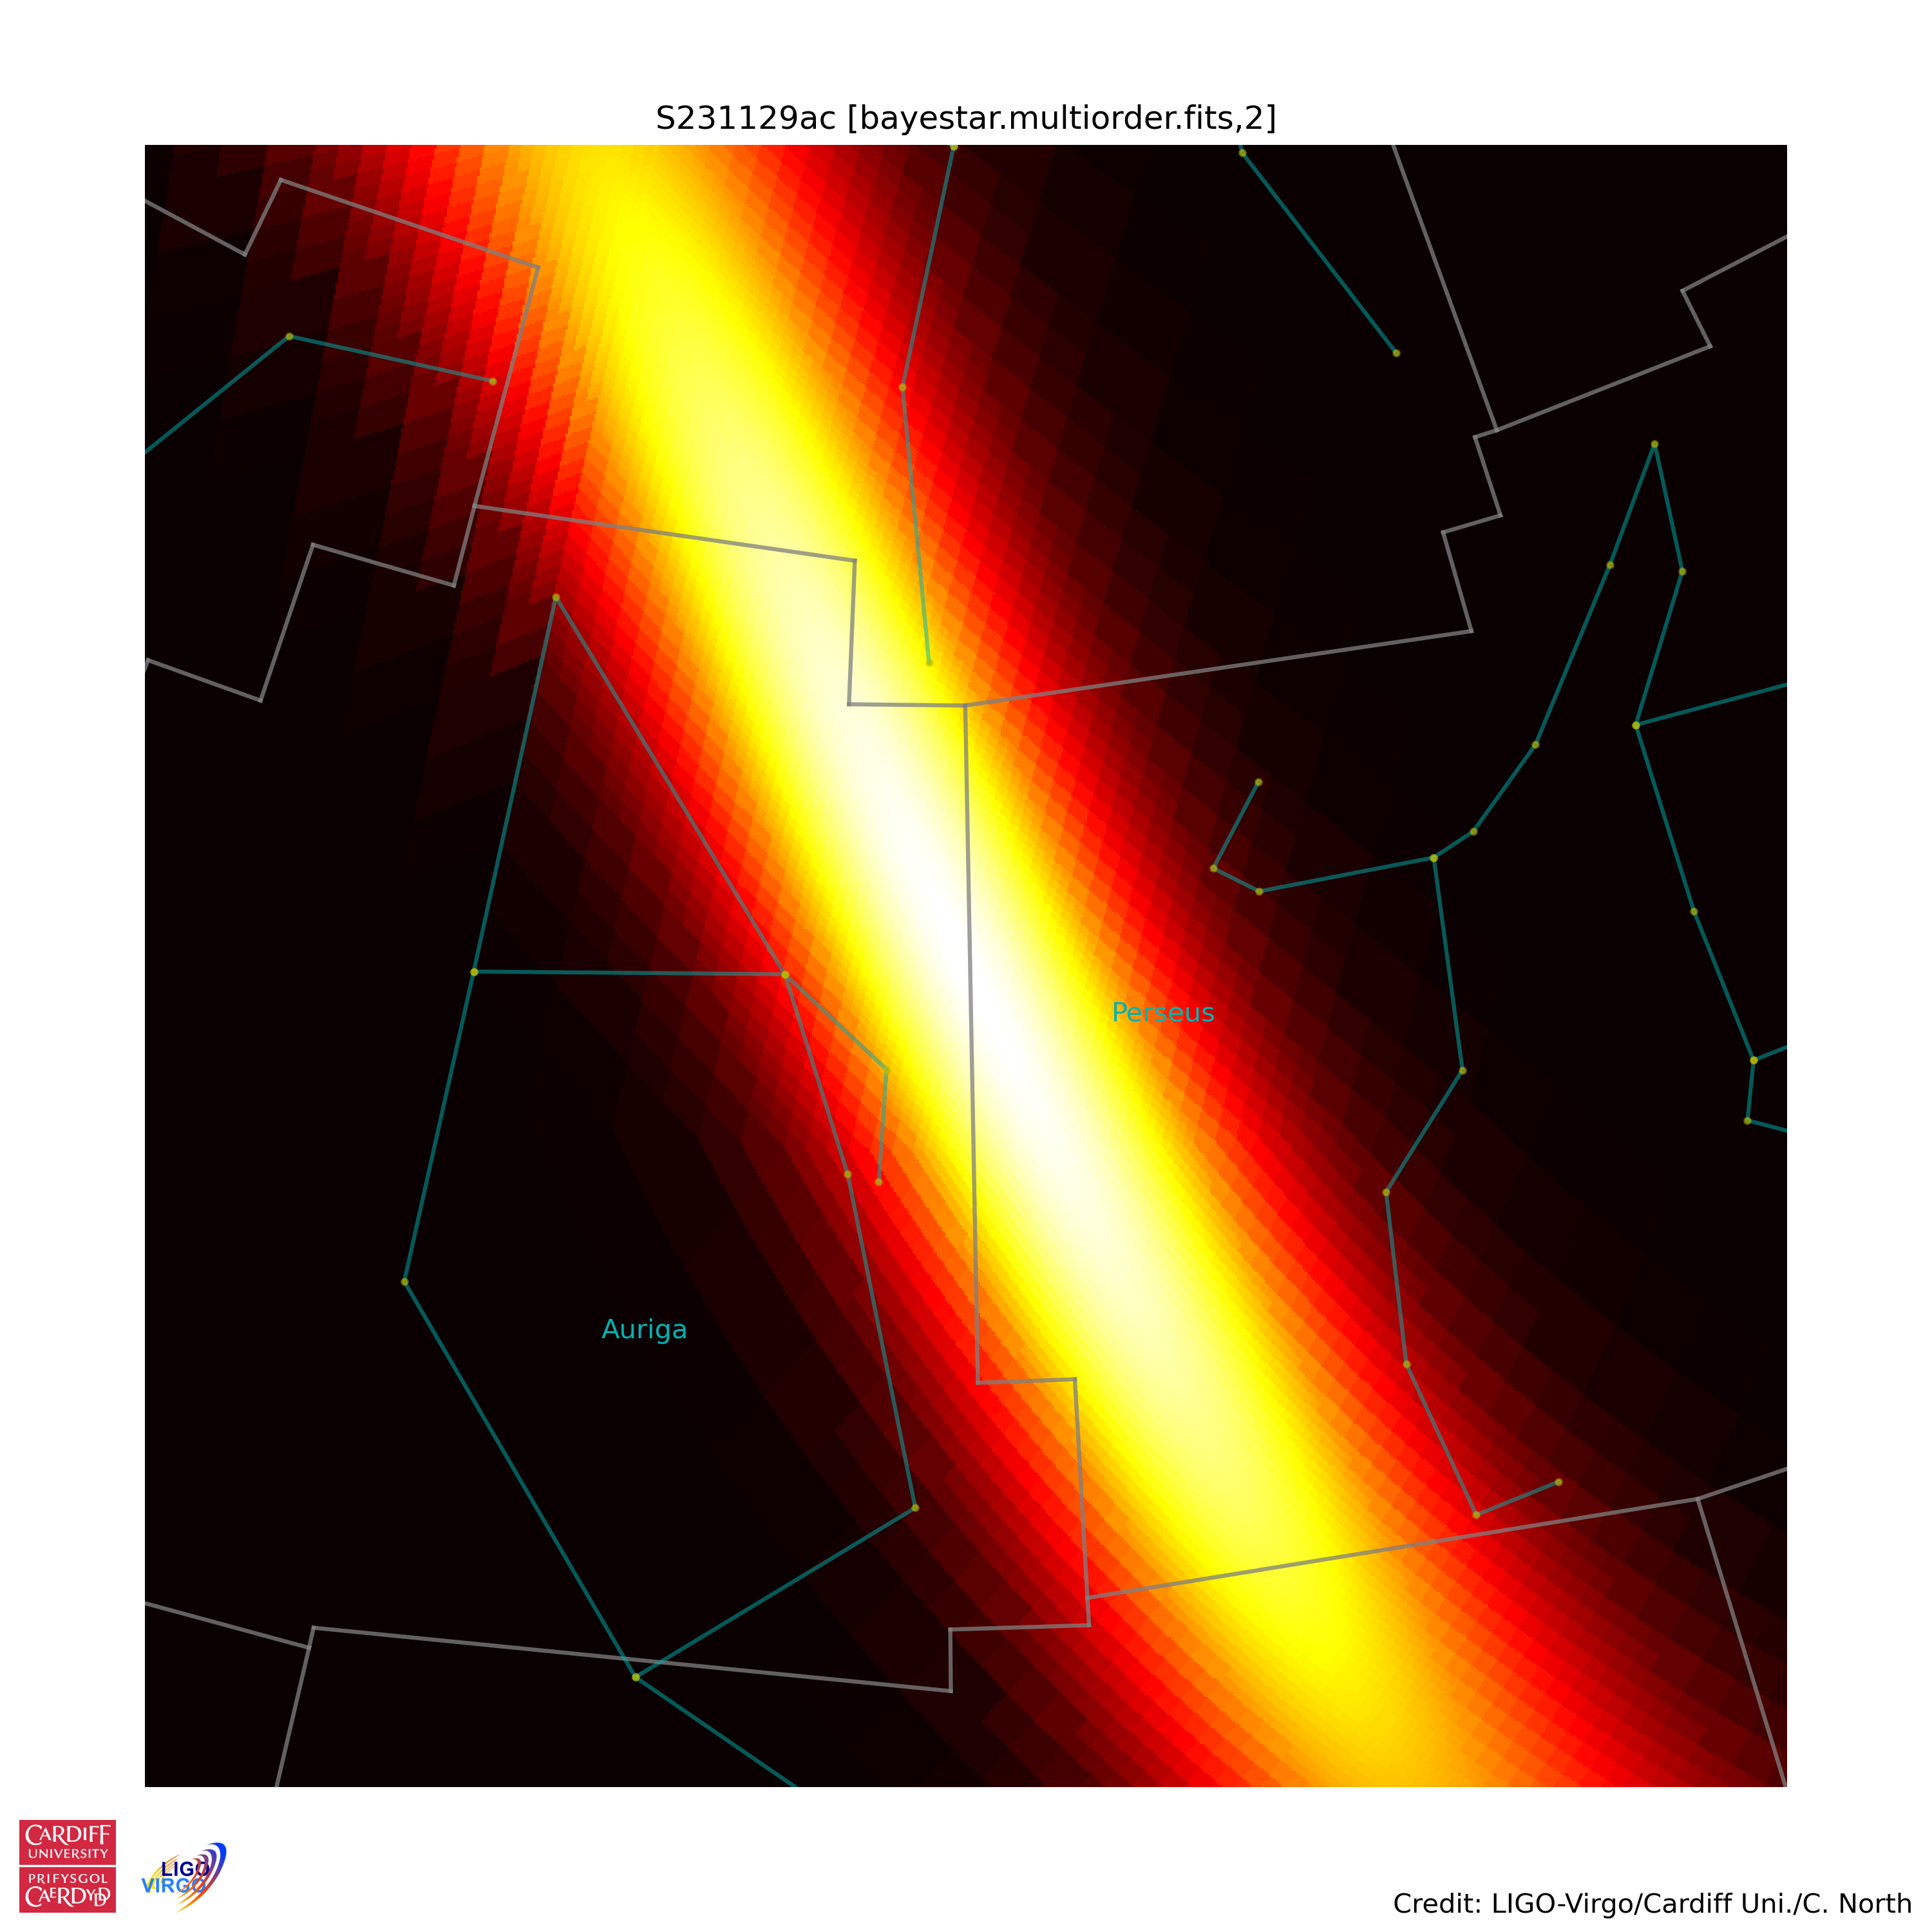 S231129ac [bayestar.multiorder.fits,2]
Perseus
Auriga
CARDIFF
UNIVERSITY
PRIFYSGOL
CAERDYDD
LIGO
VIRGO
Credit: LIGO-Virgo/Cardiff Uni./C. North